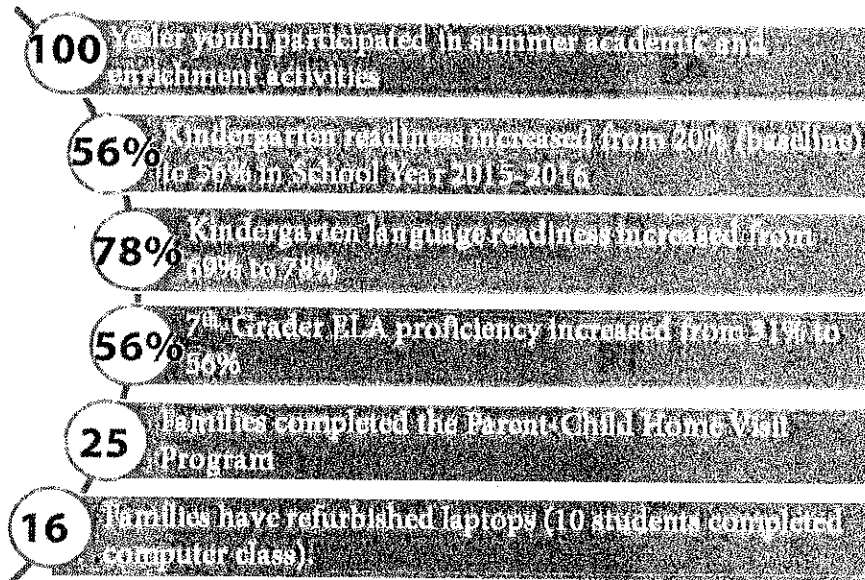 100 Yesler youth participated in summer academic and
enrichment activities
56% Kindergarten readiness increased from 20% (baseline)
to 56% in School Year 2015-2016
78% Kindergarten language readiness increased from
69% to 78%
56% 7th Grader ELA proficiency increased from 31% to
56%
25 Families completed the Parent-Child Home Visit
Program
16 Families have refurbished laptops (10 students completed
computer class)